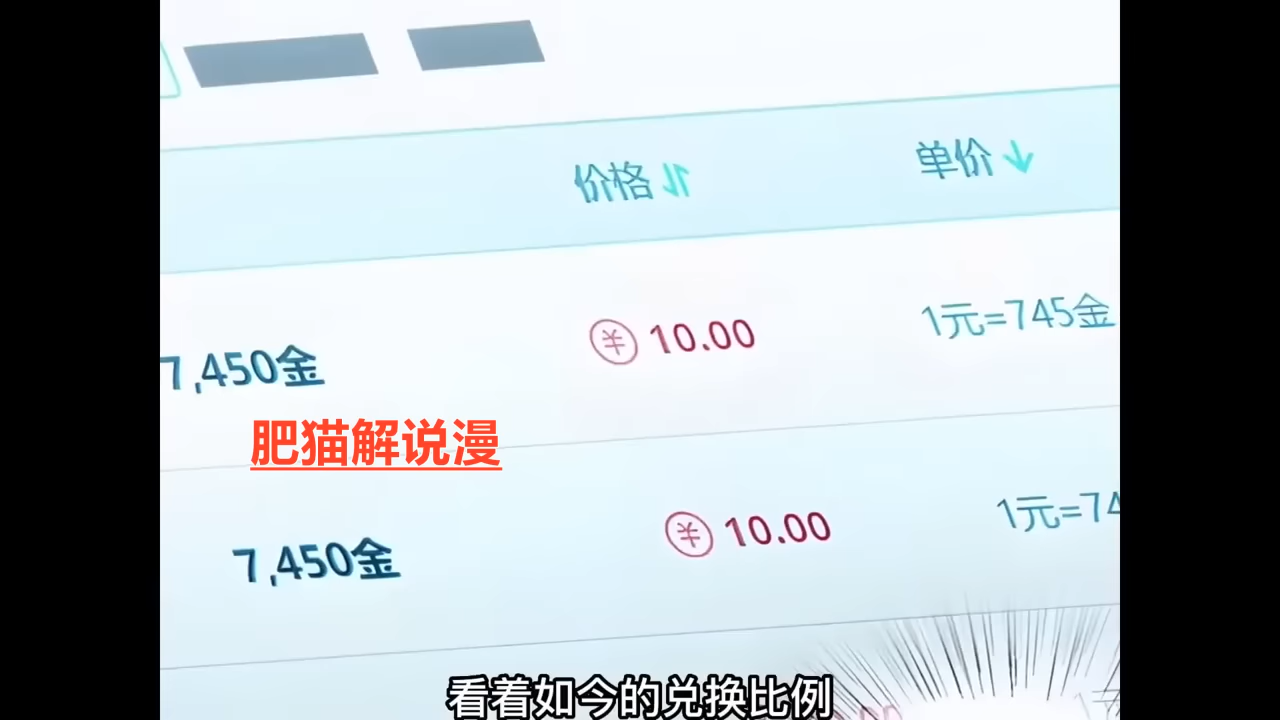 价格 单价
7,450金 ¥ 10.00 1元=745金
肥猫解说漫
7,450金 ¥ 10.00 1元=74
看着如今的兑换比例